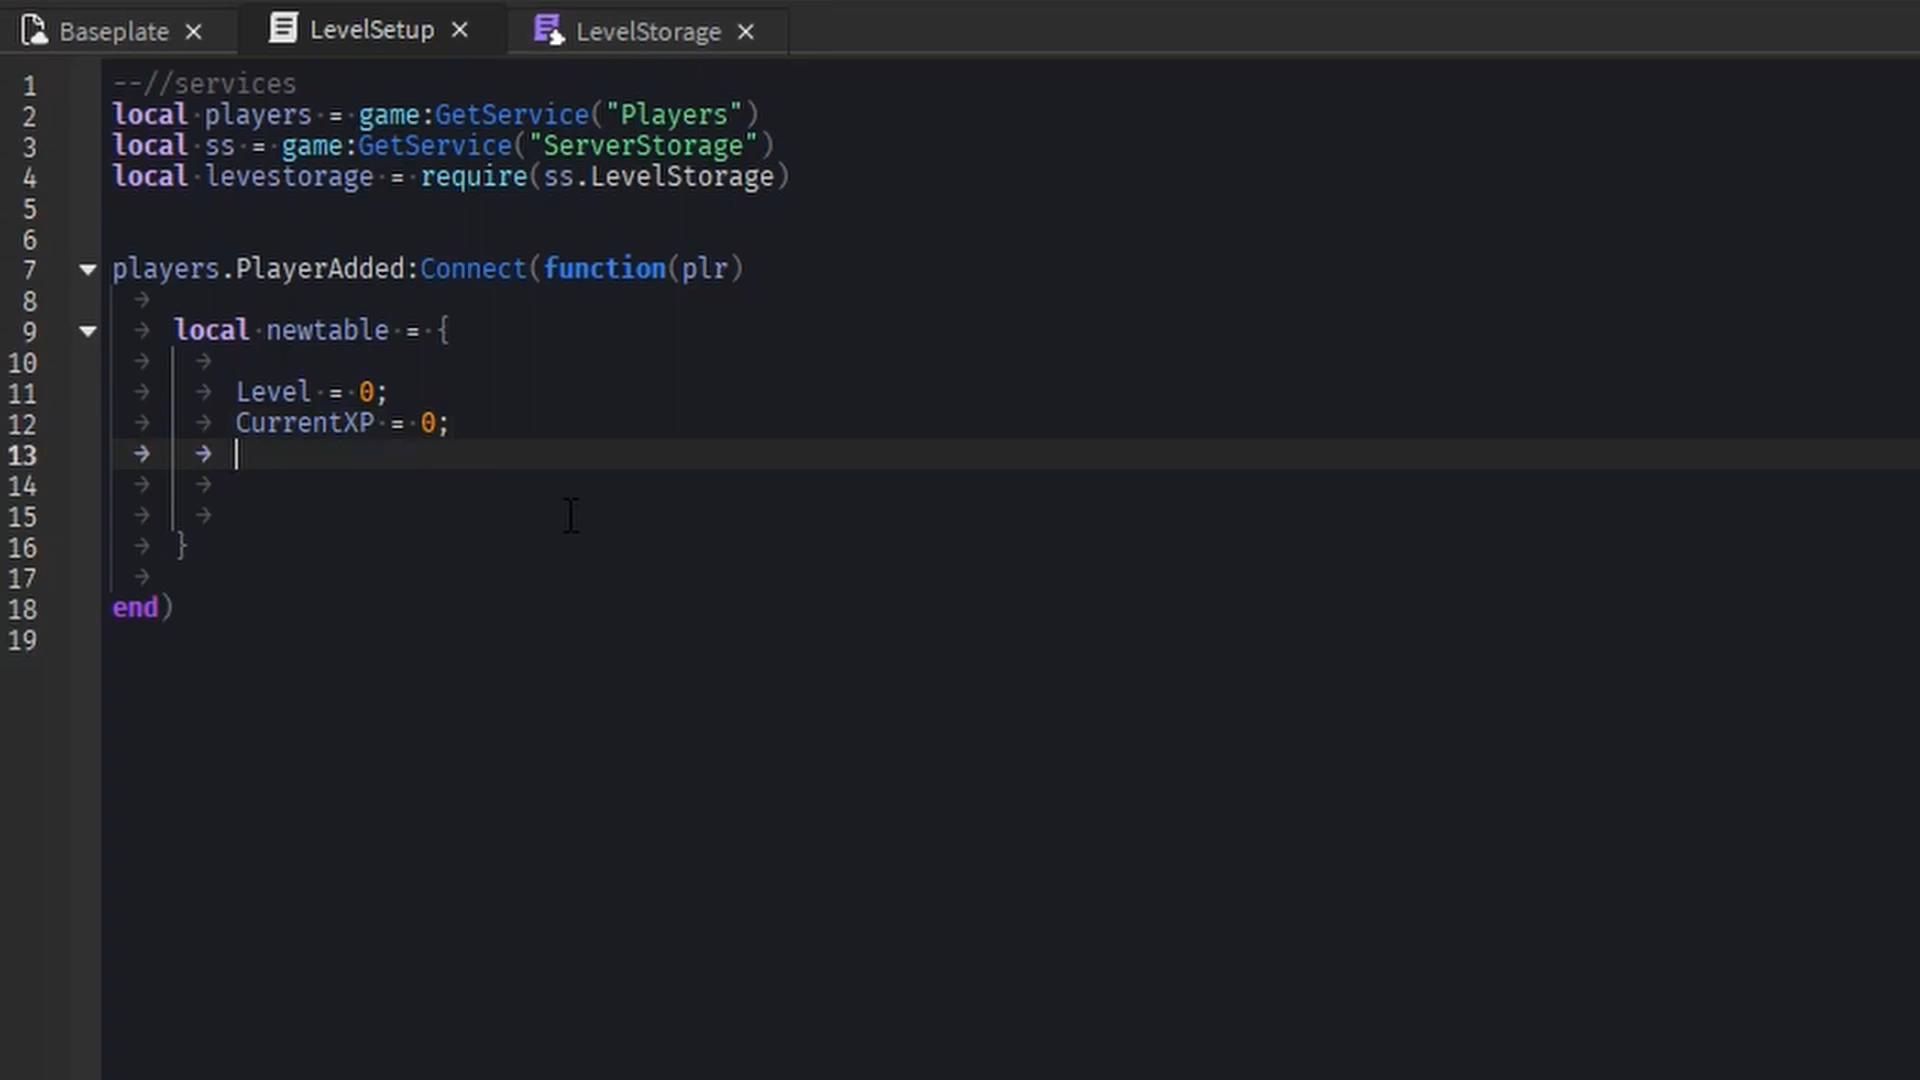 Baseplate × LevelSetup × LevelStorage ×
1 --//services
2 local players = game:GetService("Players")
3 local ss = game:GetService("ServerStorage")
4 local levestorage = require(ss.LevelStorage)
5
6
7 players.PlayerAdded:Connect(function(plr)
8
9 local newtable = {
10
11 Level = 0;
12 CurrentXP = 0;
13
14
15
16 }
17
18 end)
19